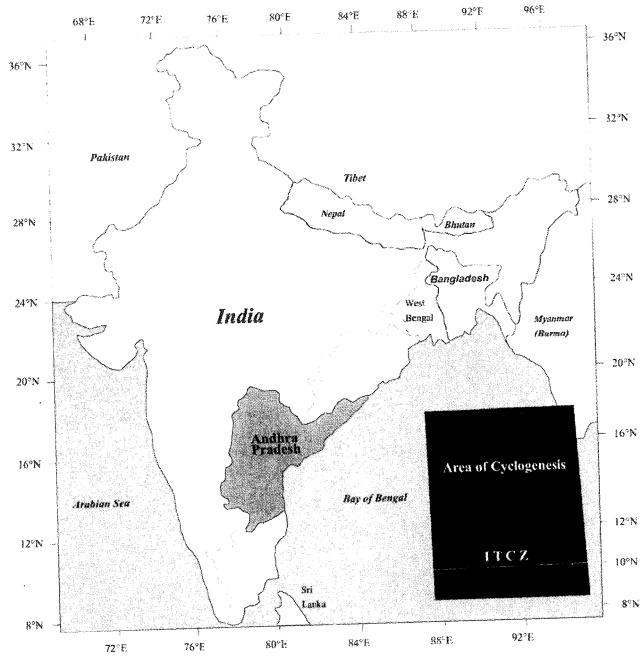 68°E 72°E 76°E 80°E 84°E 88°E 92°E 96°E
36°N 36°N
32°N 32°N
Pakistan
Tibet
Nepal
Bhutan
28°N 28°N
Bangladesh
24°N 24°N
West
Bengal
India
Myanmar
(Burma)
20°N 20°N
Andhra
Pradesh
16°N 16°N
Area of Cyclogenesis
Arabian Sea
Bay of Bengal
12°N 12°N
I T C Z
10°N
Sri
Lanka
8°N 8°N
72°E 76°E 80°E 84°E 88°E 92°E